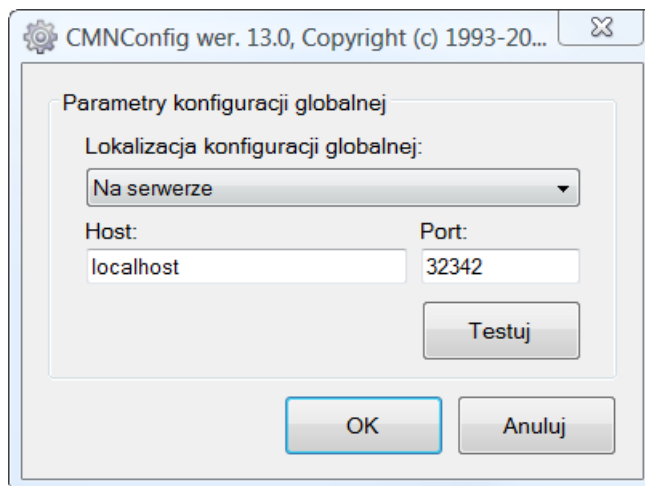 CMNConfig wer. 13.0, Copyright (c) 1993-20...
Parametry konfiguracji globalnej
Lokalizacja konfiguracji globalnej:
Na serwerze
Host: Port:
localhost 32342
Testuj
OK Anuluj